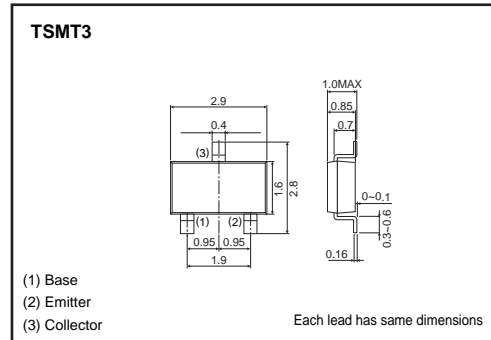 TSMT3
1.0MAX
2.9
0.85
0.4
0.7
(3)
1.6
2.8
0~0.1
(1)
(2)
0.3~0.6
0.95
0.95
0.16
1.9
(1) Base
(2) Emitter
(3) Collector
Each lead has same dimensions